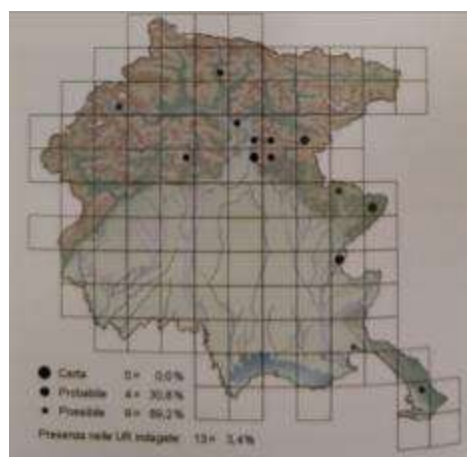 Certa 0 = 0,0%
Probabile 4 = 30,8%
Possibile 9 = 69,2%
Presenza nelle UR indagate: 13 = 3,4%